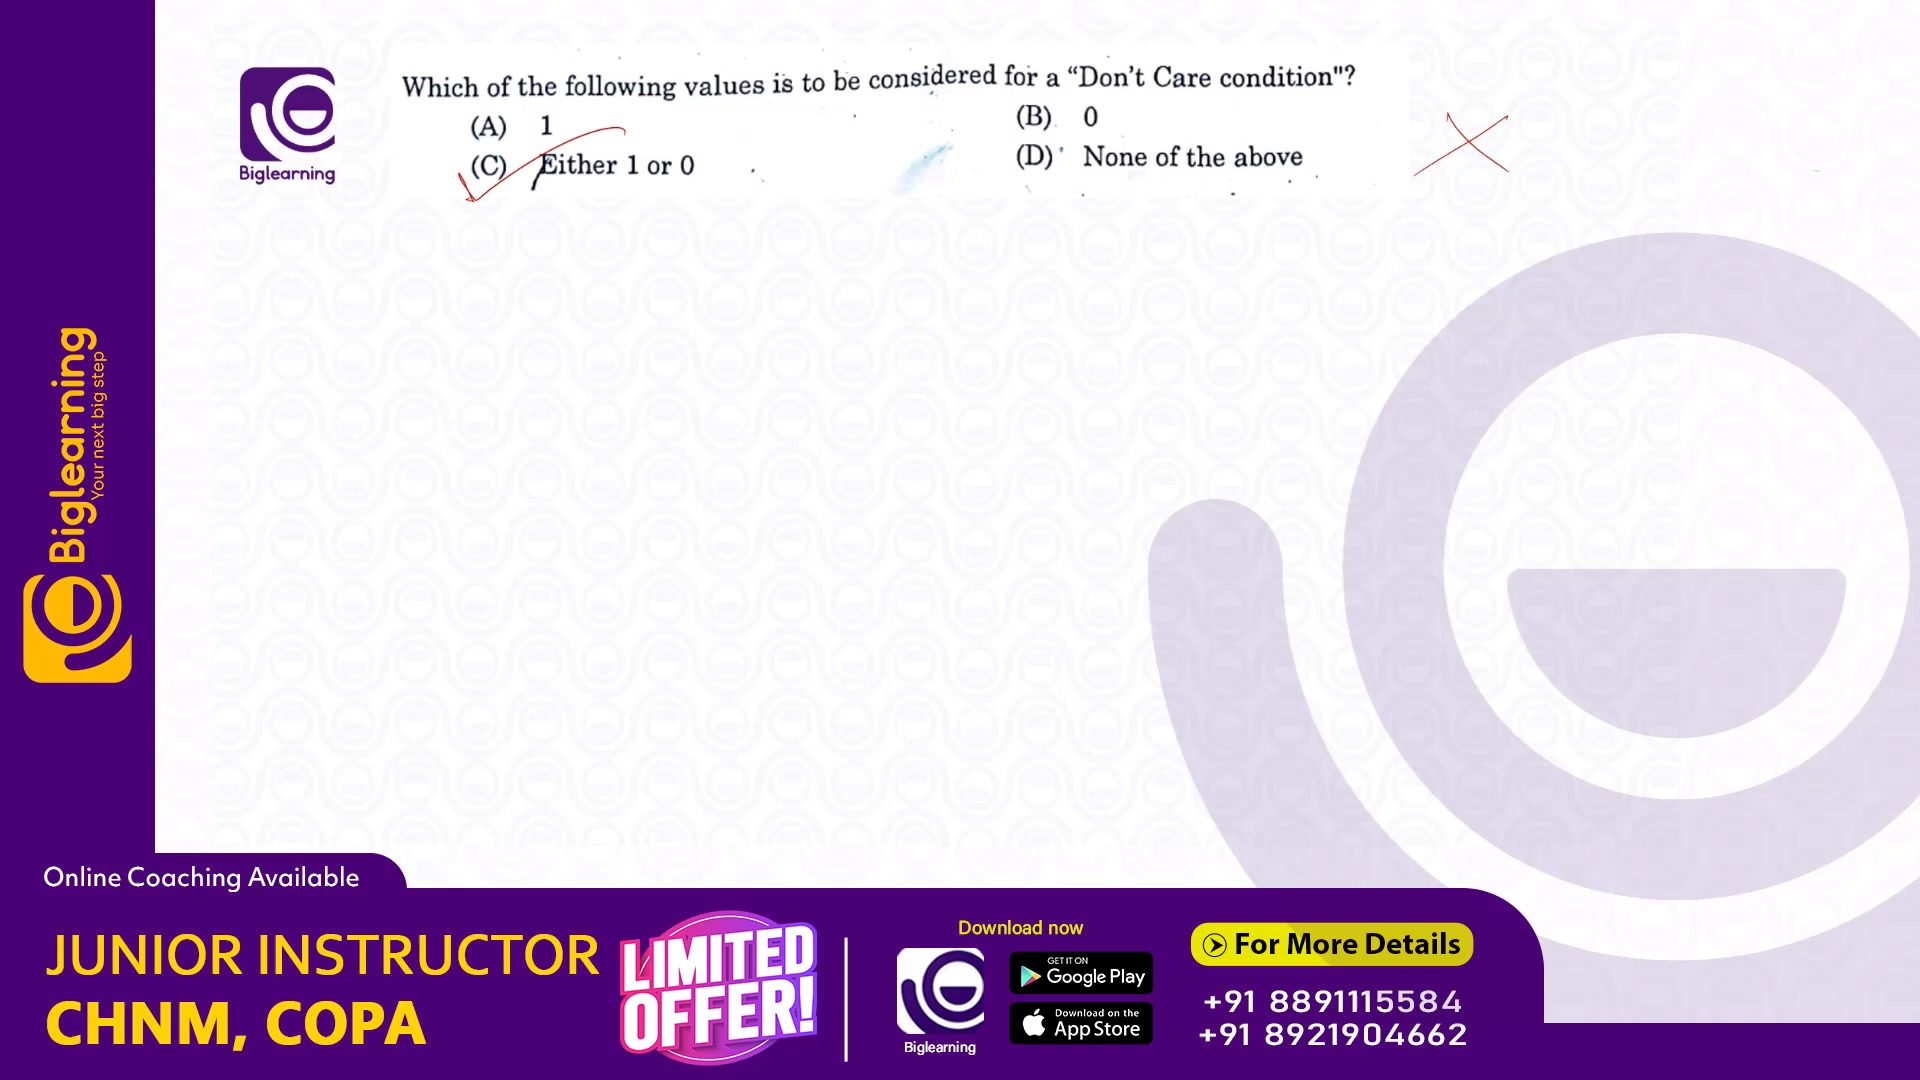 Biglearning
Which of the following values is to be considered for a “Don’t Care condition"?
(A) 1
(B) 0
(C) Either 1 or 0
(D) None of the above
Biglearning
Your next big step
Online Coaching Available
JUNIOR INSTRUCTOR
CHNM, COPA
LIMITED
OFFER!
Download now
Biglearning
GET IT ON
Google Play
Download on the
App Store
For More Details
+91 8891115584
+91 8921904662